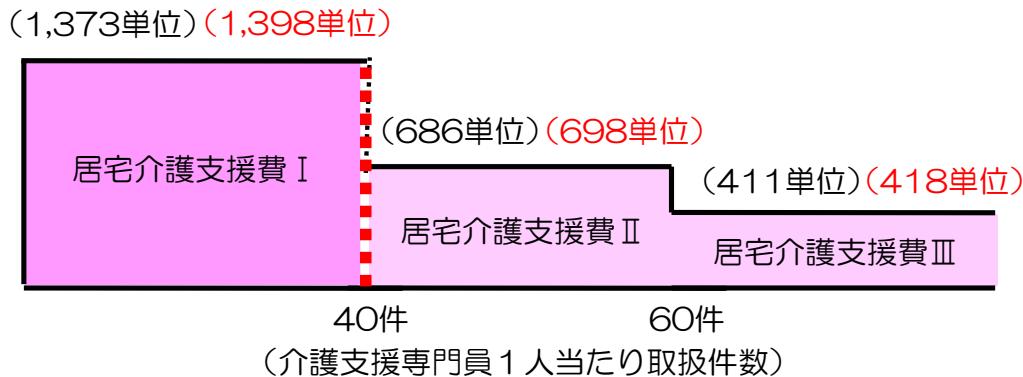 （1,373単位）（1,398単位）
（686単位）（698単位）
居宅介護支援費Ⅰ
（411単位）（418単位）
居宅介護支援費Ⅱ
居宅介護支援費Ⅲ
40件
60件
（介護支援専門員１人当たり取扱件数）